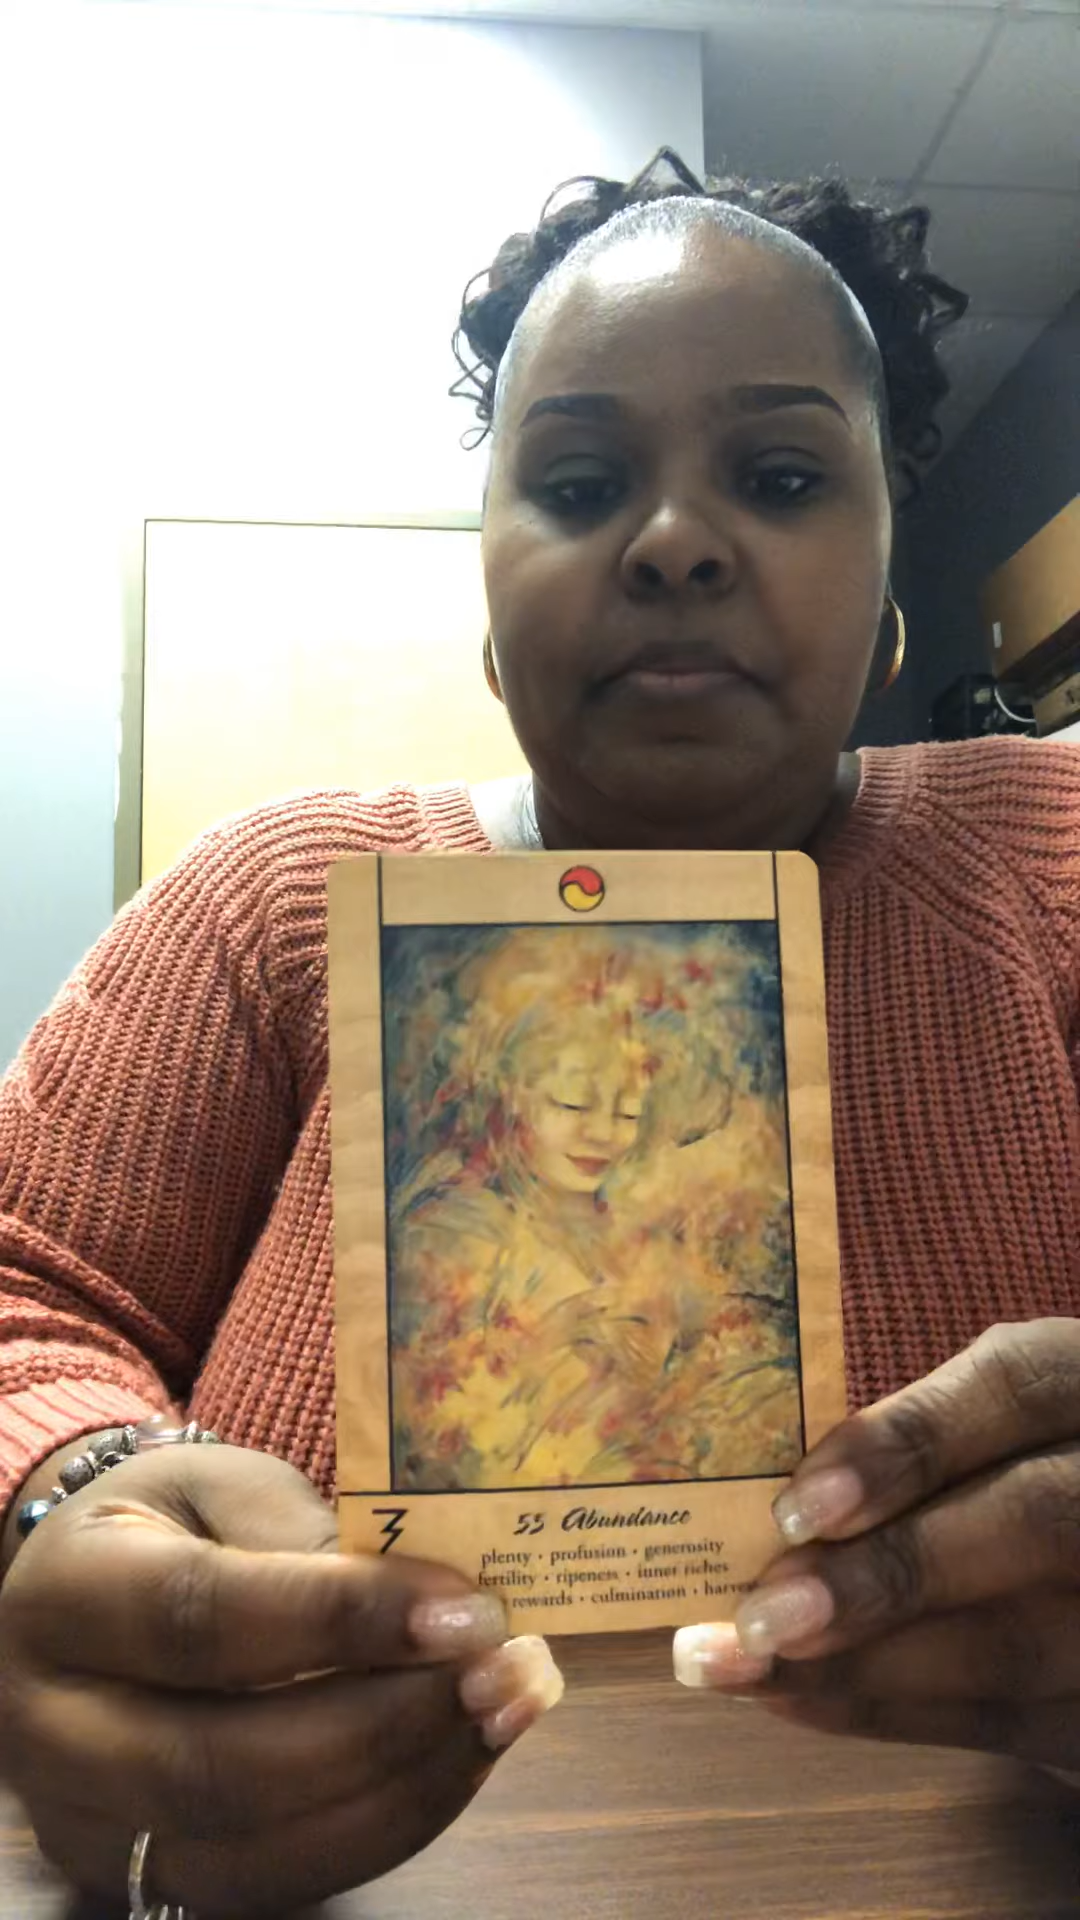 55 Abundance
plenty • profusion • generosity
fertility • ripeness • inner riches
rewards • culmination •